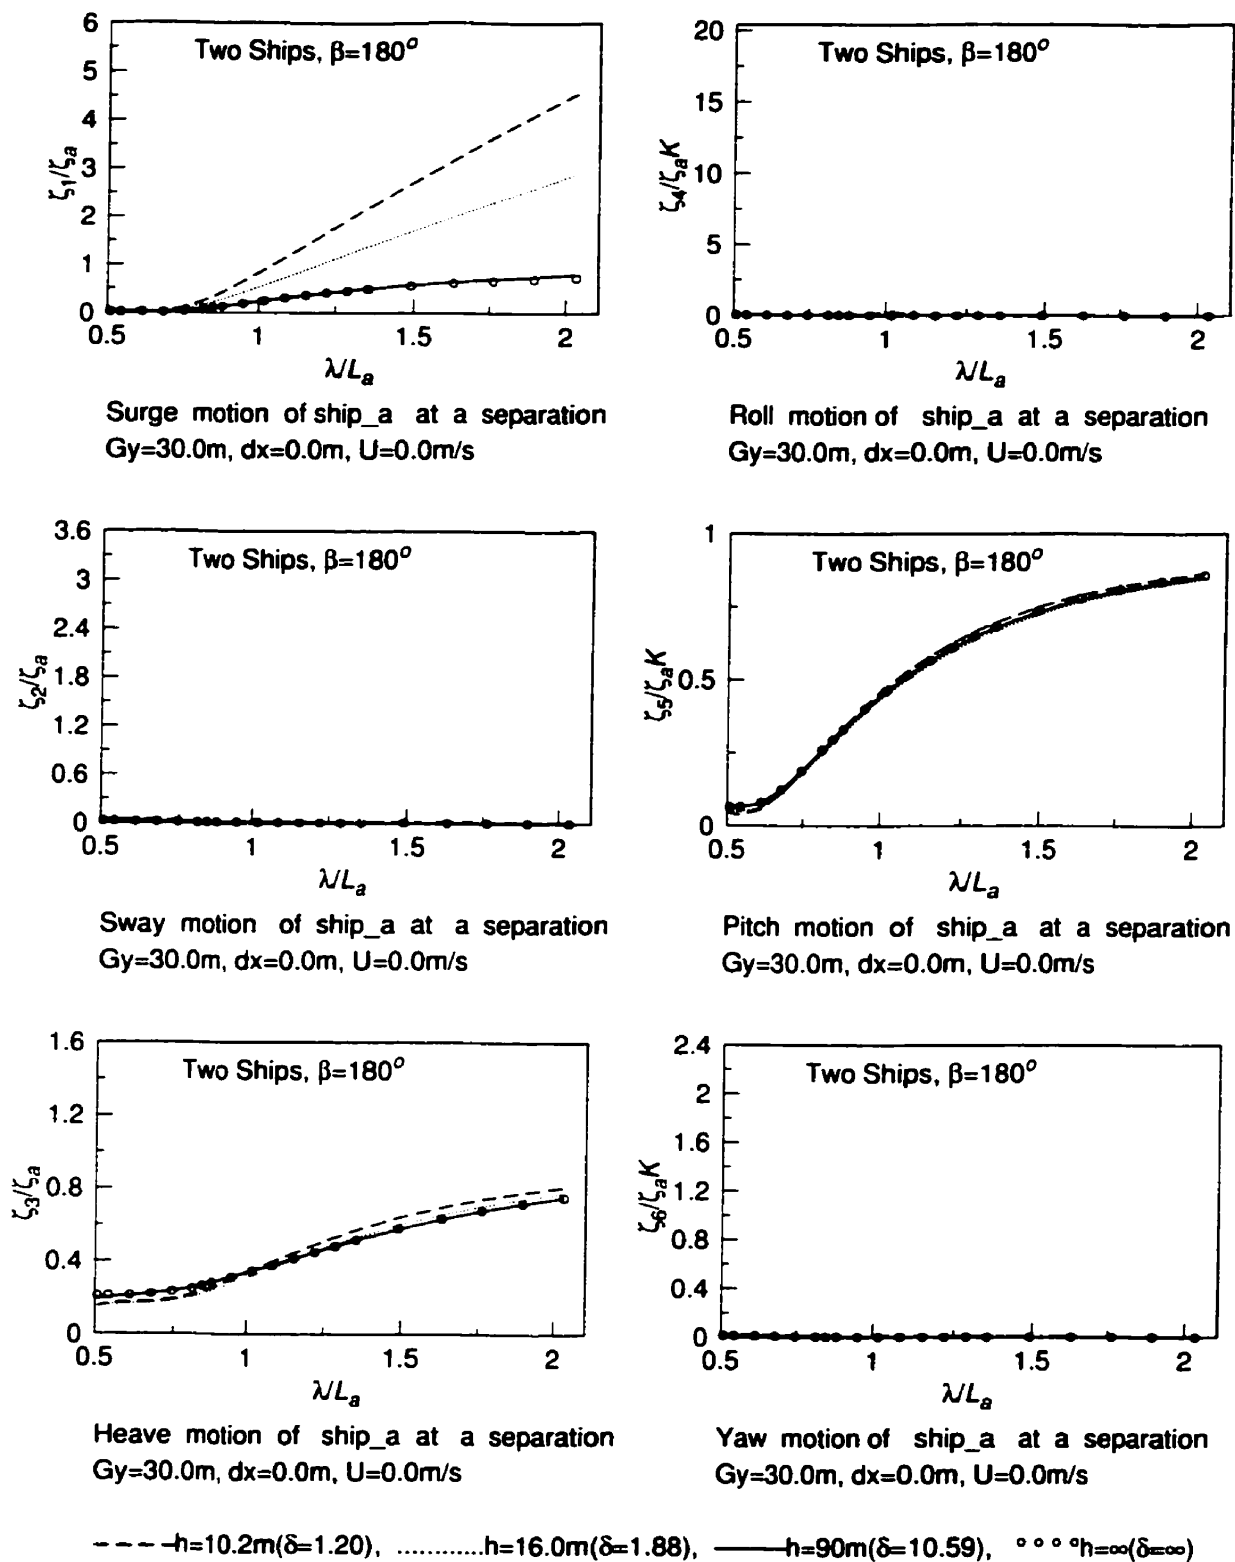 6
5
4
3
2
1
0
ζ1/ζa
Two Ships, β=180°
0.5
1
1.5
2
λ/La
Surge motion of ship_a at a separation
Gy=30.0m, dx=0.0m, U=0.0m/s
20
15
10
5
0
ζ4/ζaK
Two Ships, β=180°
0.5
1
1.5
2
λ/La
Roll motion of ship_a at a separation
Gy=30.0m, dx=0.0m, U=0.0m/s
3.6
3
2.4
1.8
1.2
0.6
0
ζ2/ζa
Two Ships, β=180°
0.5
1
1.5
2
λ/La
Sway motion of ship_a at a separation
Gy=30.0m, dx=0.0m, U=0.0m/s
1
0.5
0
ζ5/ζaK
Two Ships, β=180°
0.5
1
1.5
2
λ/La
Pitch motion of ship_a at a separation
Gy=30.0m, dx=0.0m, U=0.0m/s
1.6
1.2
0.8
0.4
0
ζ3/ζa
Two Ships, β=180°
0.5
1
1.5
2
λ/La
Heave motion of ship_a at a separation
Gy=30.0m, dx=0.0m, U=0.0m/s
2.4
2
1.6
1.2
0.8
0.4
0
ζ6/ζaK
Two Ships, β=180°
0.5
1
1.5
2
λ/La
Yaw motion of ship_a at a separation
Gy=30.0m, dx=0.0m, U=0.0m/s
h=10.2m(δ=1.20), ..........h=16.0m(δ=1.88), h=90m(δ=10.59), h=∞(δ=∞)